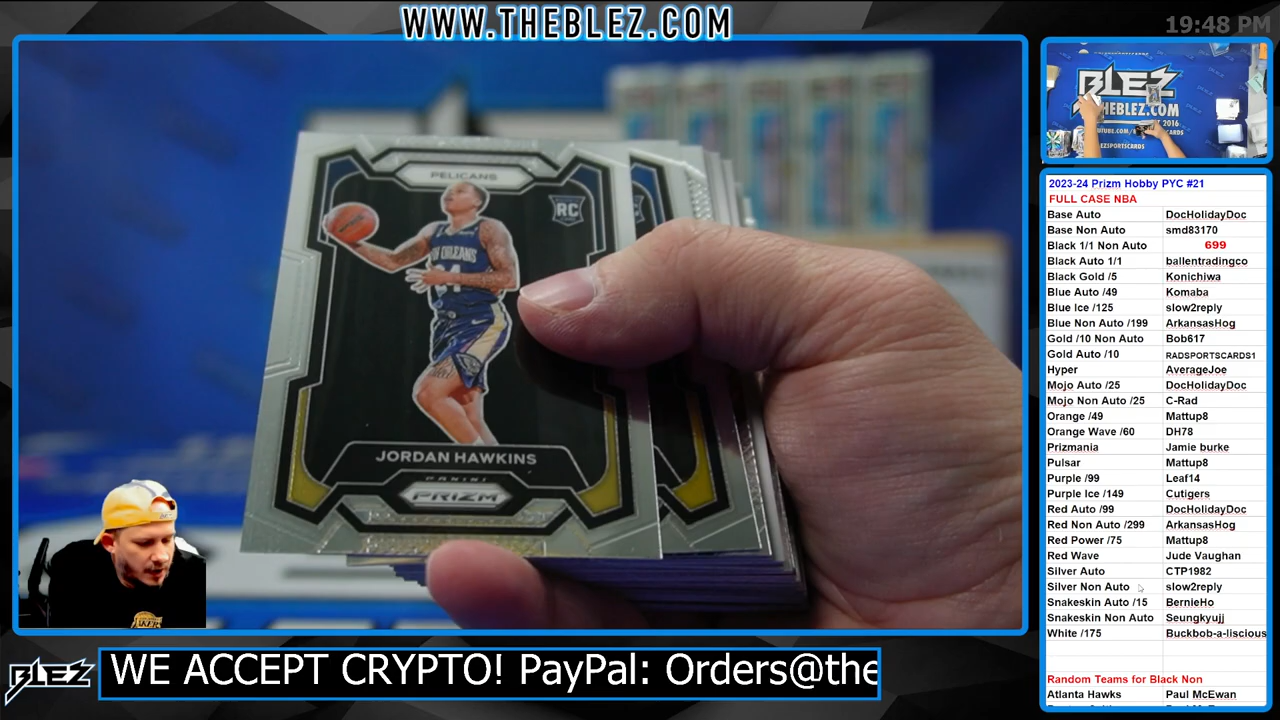 WWW.THEBLEZ.COM
19:48 PM
PELICANS
RC
NEW ORLEANS
24
JORDAN HAWKINS
PANINI
PRIZM
BLEZ
THEBLEZ.COM
2023-24 Prizm Hobby PYC #21
FULL CASE NBA
Base Auto DocHolidayDoc
Base Non Auto smd83170
Black 1/1 Non Auto 699
Black Auto 1/1 ballentradingco
Black Gold /5 Konichiwa
Blue Auto /49 Komaba
Blue Ice /125 slow2reply
Blue Non Auto /199 ArkansasHog
Gold /10 Non Auto Bob617
Gold Auto /10 RADSPORTSCARDS1
Hyper AverageJoe
Mojo Auto /25 DocHolidayDoc
Mojo Non Auto /25 C-Rad
Orange /49 Mattup8
Orange Wave /60 DH78
Prizmania Jamie burke
Pulsar Mattup8
Purple /99 Leaf14
Purple Ice /149 Cutigers
Red Auto /99 DocHolidayDoc
Red Non Auto /299 ArkansasHog
Red Power /75 Mattup8
Red Wave Jude Vaughan
Silver Auto CTP1982
Silver Non Auto slow2reply
Snakeskin Auto /15 BernieHo
Snakeskin Non Auto Seungkyujj
White /175 Buckbob-a-liscious
Random Teams for Black Non
Atlanta Hawks Paul McEwan
LAKERS
BLEZ
WE ACCEPT CRYPTO! PayPal: Orders@the